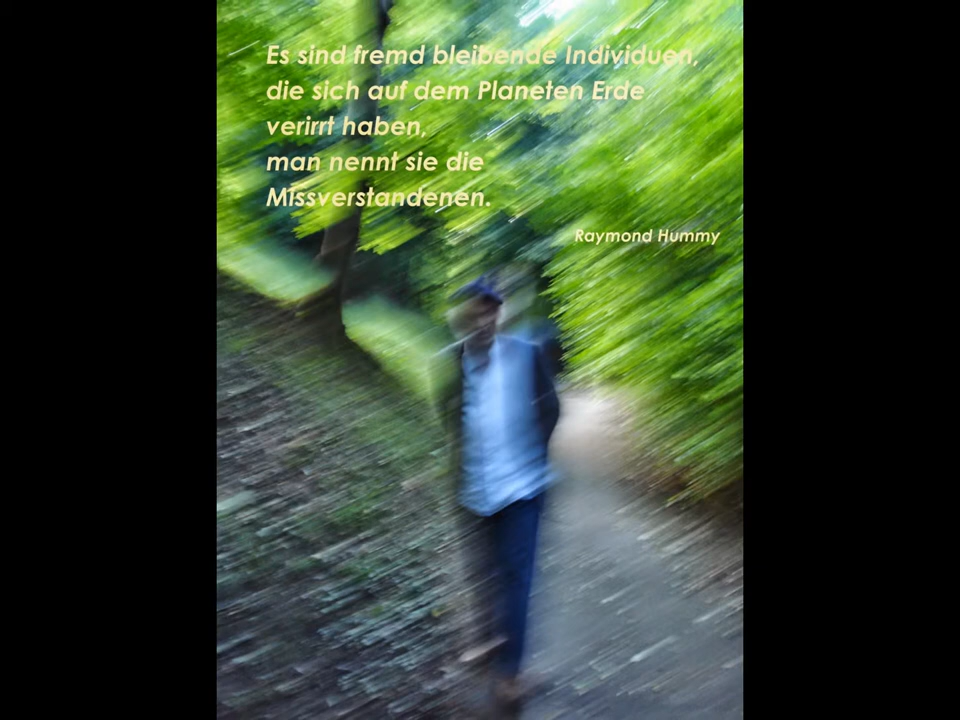 Es sind fremd bleibende Individuen,
die sich auf dem Planeten Erde
verirrt haben,
man nennt sie die
Missverstandenen.
Raymond Hummy